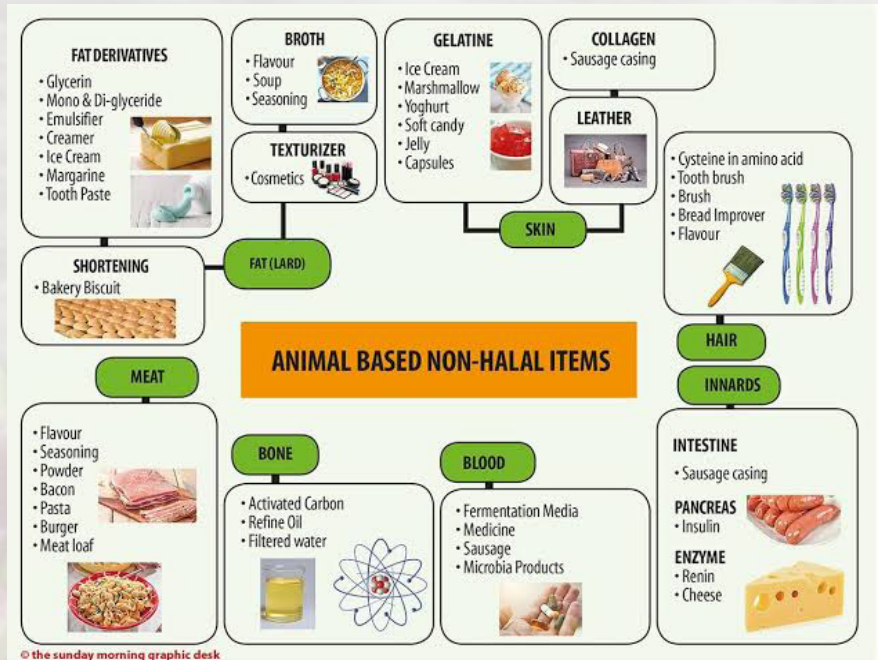 FAT DERIVATIVES
• Glycerin
• Mono & Di-glyceride
• Emulsifier
• Creamer
• Ice Cream
• Margarine
• Tooth Paste
SHORTENING
• Bakery Biscuit
BROTH
• Flavour
• Soup
• Seasoning
TEXTURIZER
• Cosmetics
FAT (LARD)
GELATINE
• Ice Cream
• Marshmallow
• Yoghurt
• Soft candy
• Jelly
• Capsules
COLLAGEN
• Sausage casing
LEATHER
SKIN
• Cysteine in amino acid
• Tooth brush
• Brush
• Bread Improver
• Flavour
HAIR
ANIMAL BASED NON-HALAL ITEMS
MEAT
• Flavour
• Seasoning
• Powder
• Bacon
• Pasta
• Burger
• Meat loaf
BONE
• Activated Carbon
• Refine Oil
• Filtered water
BLOOD
• Fermentation Media
• Medicine
• Sausage
• Microbia Products
INNARDS
INTESTINE
• Sausage casing
PANCREAS
• Insulin
ENZYME
• Renin
• Cheese
© the sunday morning graphic desk